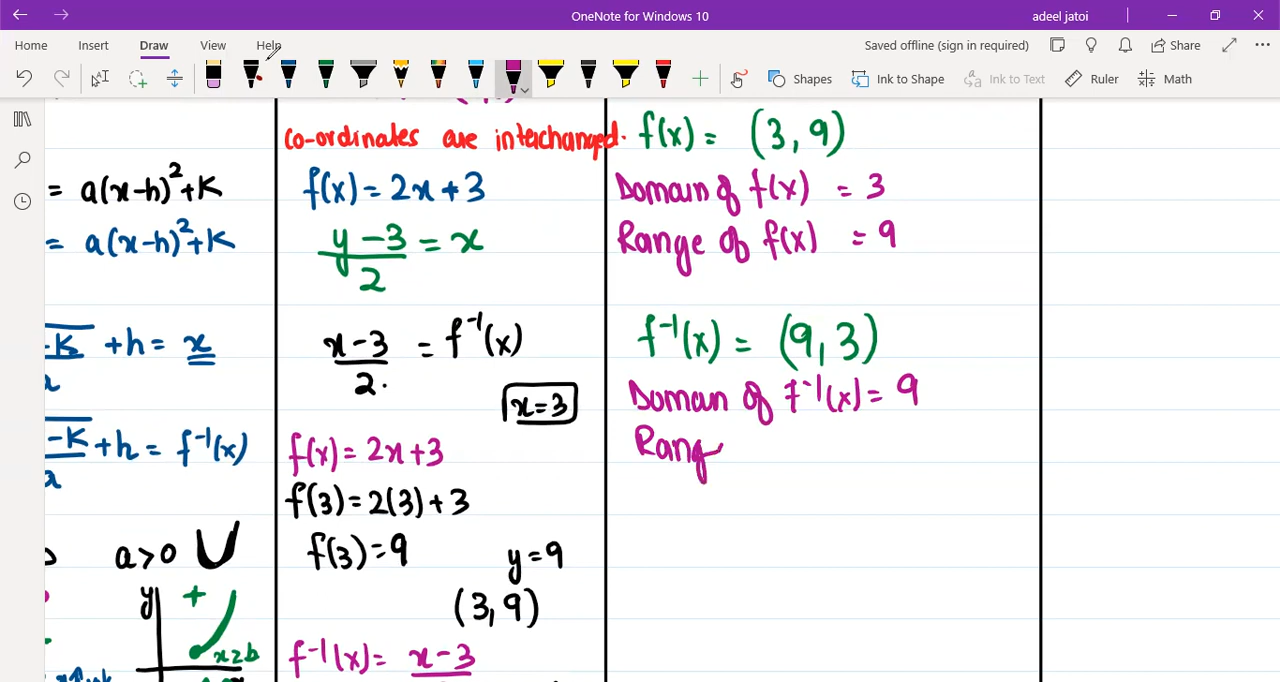 OneNote for Windows 10
adeel jatoi
Home Insert Draw View Help
Saved offline (sign in required) Share
Shapes Ink to Shape Ink to Text Ruler Math
= a(x-h)²+K
= a(x-h)²+K
+h = x
-K/a +h = f⁻¹(x)
a>0
y
+
x≥b
co-ordinates are interchanged.
f(x) = 2x+3
y-3/2 = x
x-3/2. = f⁻¹(x)
x=3
f(x) = 2x+3
f(3) = 2(3)+3
f(3) = 9
y=9
(3,9)
f⁻¹(x) = x-3
f(x) = (3,9)
Domain of f(x) = 3
Range of f(x) = 9
f⁻¹(x) = (9,3)
Doman of f⁻¹(x) = 9
Rang